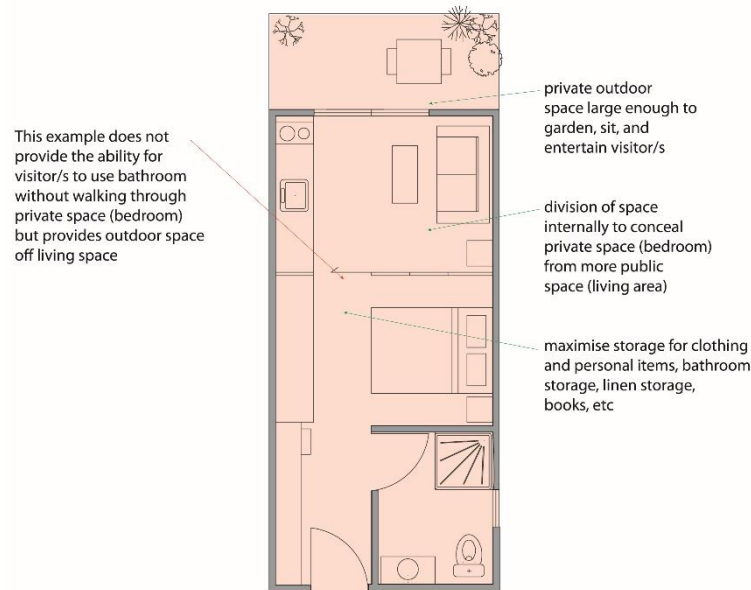 This example does not
provide the ability for
visitor/s to use bathroom
without walking through
private space (bedroom)
but provides outdoor space
off living space
private outdoor
space large enough to
garden, sit, and
entertain visitor/s
division of space
internally to conceal
private space (bedroom)
from more public
space (living area)
maximise storage for clothing
and personal items, bathroom
storage, linen storage,
books, etc